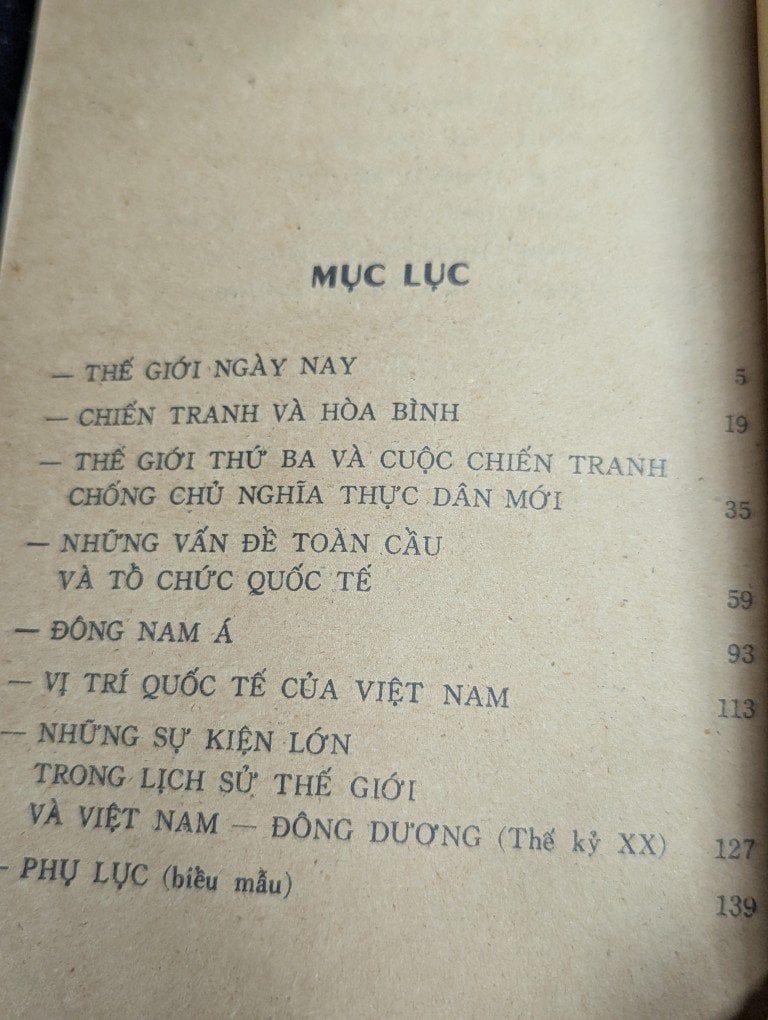 MỤC LỤC
— THẾ GIỚI NGÀY NAY 5
— CHIẾN TRANH VÀ HÒA BÌNH 19
— THẾ GIỚI THỨ BA VÀ CUỘC CHIẾN TRANH
CHỐNG CHỦ NGHĨA THỰC DÂN MỚI 35
— NHỮNG VẤN ĐỀ TOÀN CẦU
VÀ TỔ CHỨC QUỐC TẾ 59
— ĐÔNG NAM Á 93
— VỊ TRÍ QUỐC TẾ CỦA VIỆT NAM 113
— NHỮNG SỰ KIỆN LỚN
TRONG LỊCH SỬ THẾ GIỚI
VÀ VIỆT NAM — ĐÔNG DƯƠNG (Thế kỷ XX) 127
— PHỤ LỤC (biểu mẫu) 139